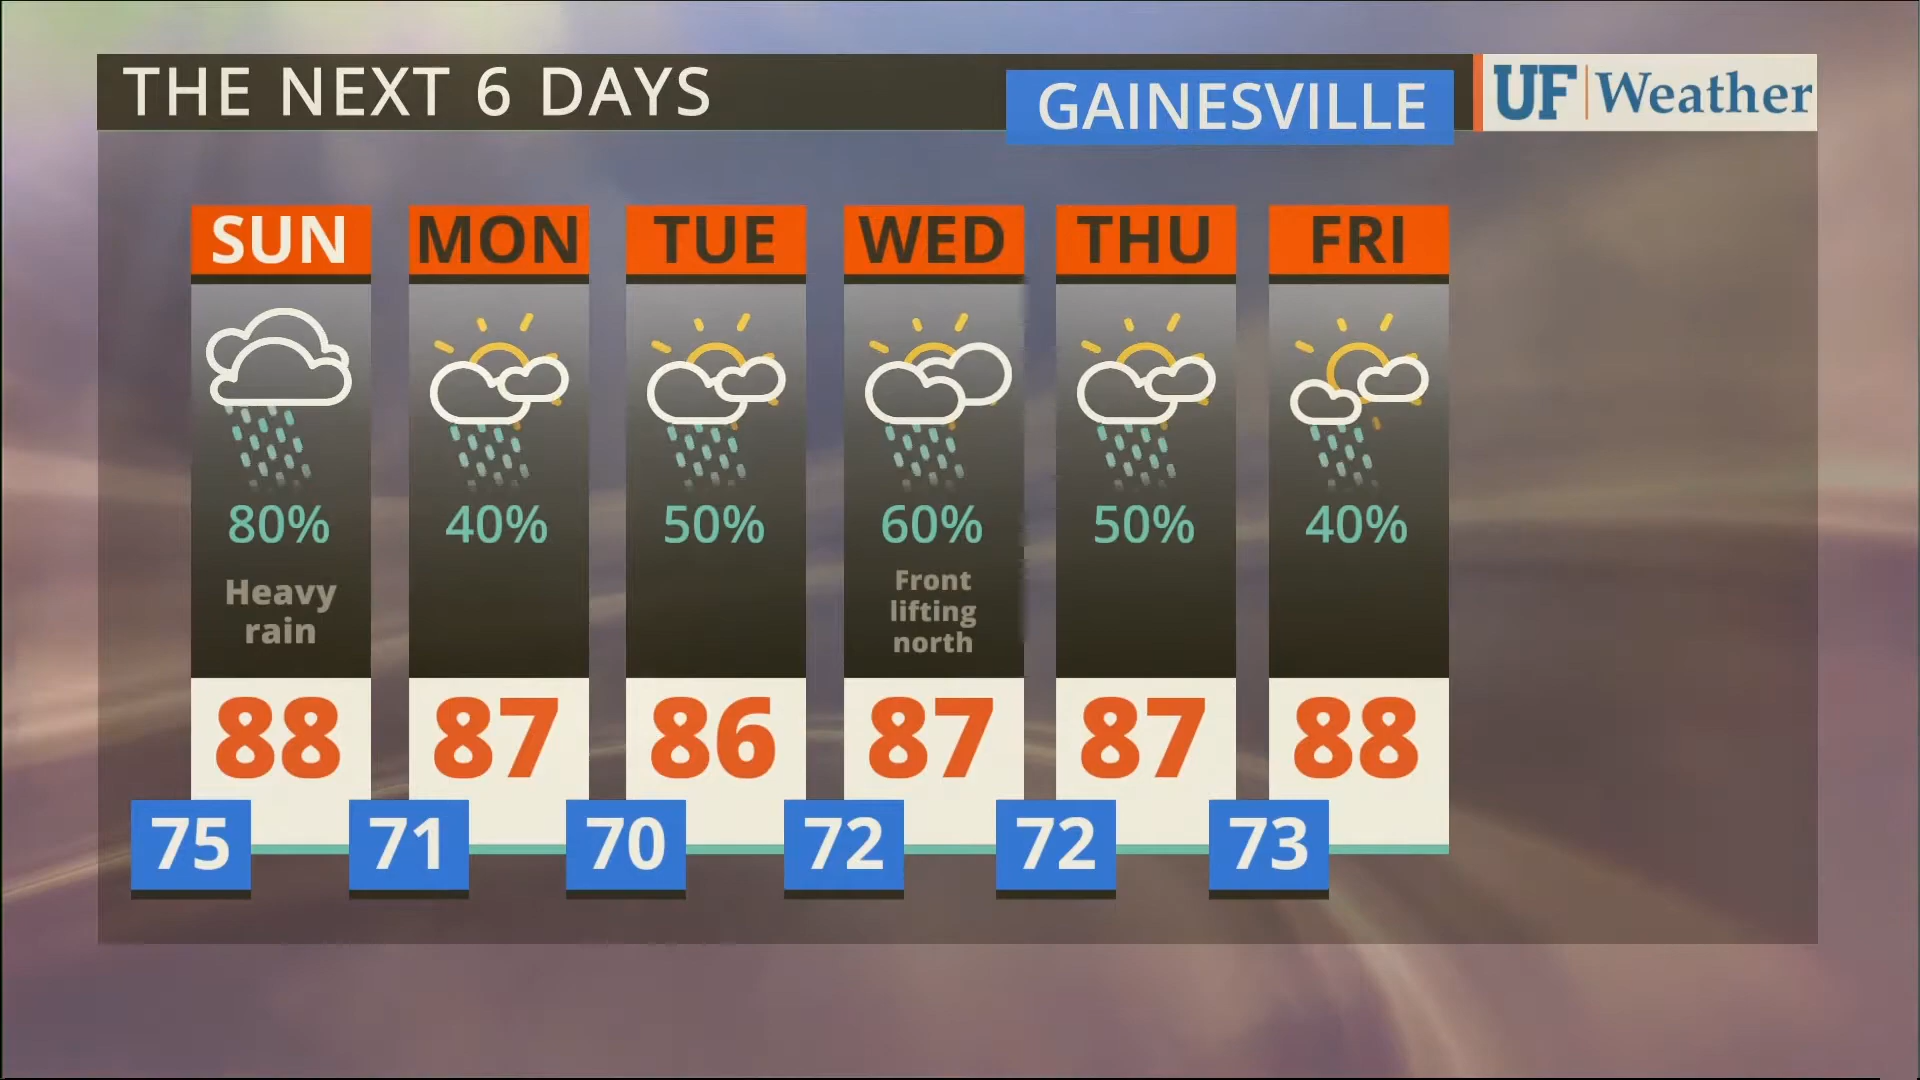 THE NEXT 6 DAYS
GAINESVILLE
UF Weather
SUN MON TUE WED THU FRI
80% 40% 50% 60% 50% 40%
Heavy
rain
Front
lifting
north
88 87 86 87 87 88
75 71 70 72 72 73